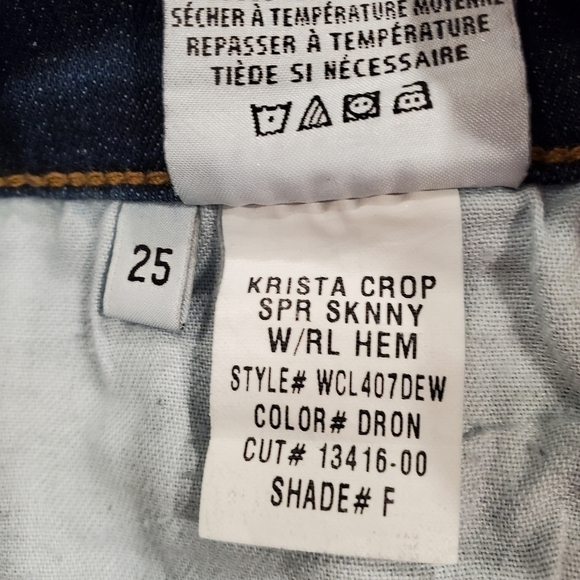 SÉCHER À TEMPÉRATURE MOYENNE
REPASSER À TEMPÉRATURE
TIÈDE SI NÉCESSAIRE
25
KRISTA CROP
SPR SKNNY
W/RL HEM
STYLE# WCL407DEW
COLOR# DRON
CUT# 13416-00
SHADE# F